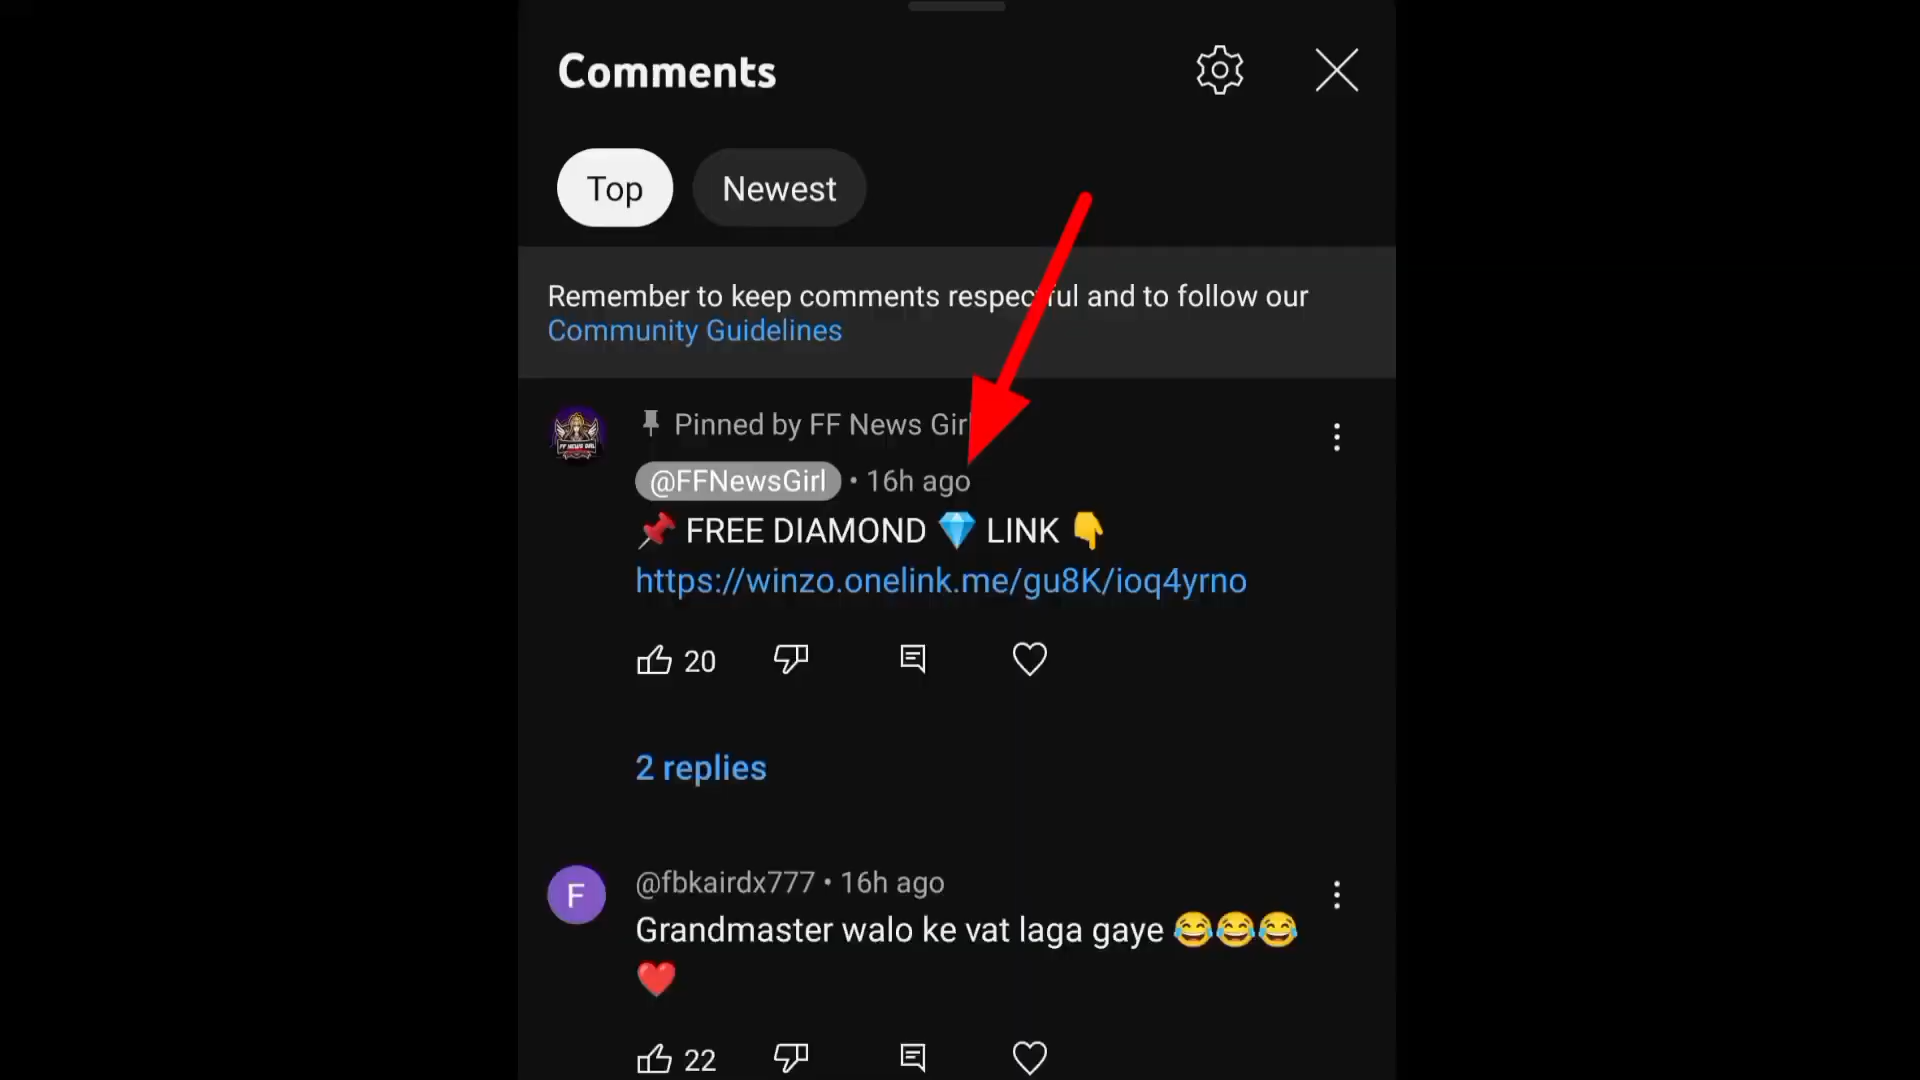 Comments
Top
Newest
Remember to keep comments respectful and to follow our
Community Guidelines
Pinned by FF News Girl
@FFNewsGirl • 16h ago
📌 FREE DIAMOND 💎 LINK 👇
https://winzo.onelink.me/gu8K/ioq4yrno
20
2 replies
F
@fbkairdx777 • 16h ago
Grandmaster walo ke vat laga gaye 😂😂😂
❤️
22